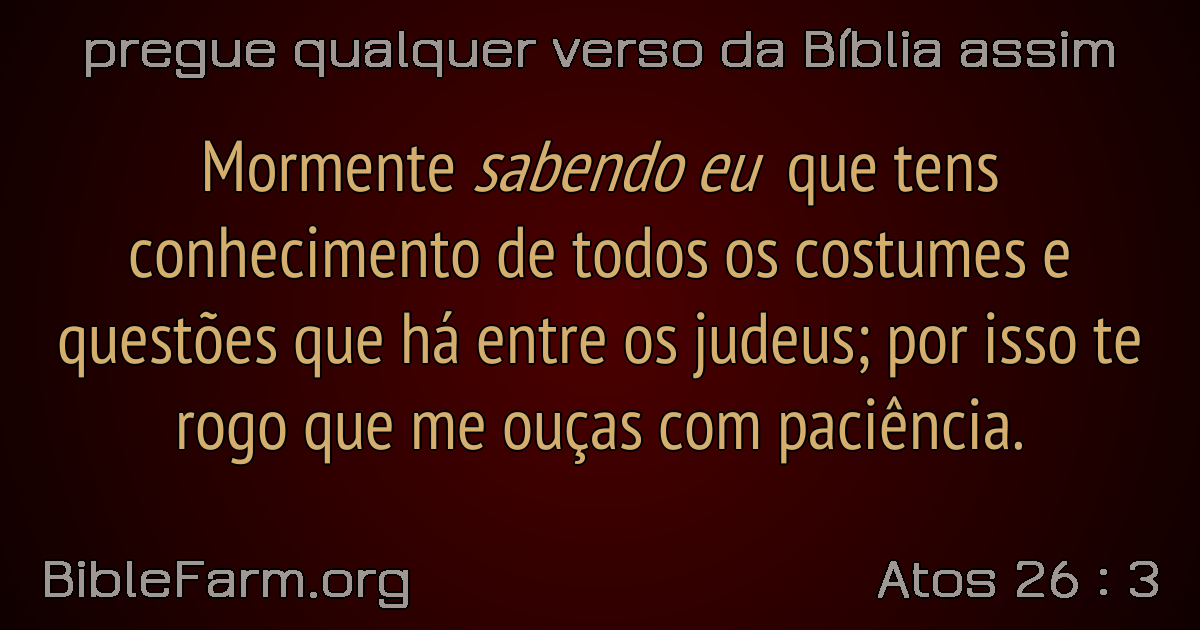 pregue qualquer verso da Bíblia assim
Mormente sabendo eu que tens
conhecimento de todos os costumes e
questões que há entre os judeus; por isso te
rogo que me ouças com paciência.
BibleFarm.org
Atos 26 : 3